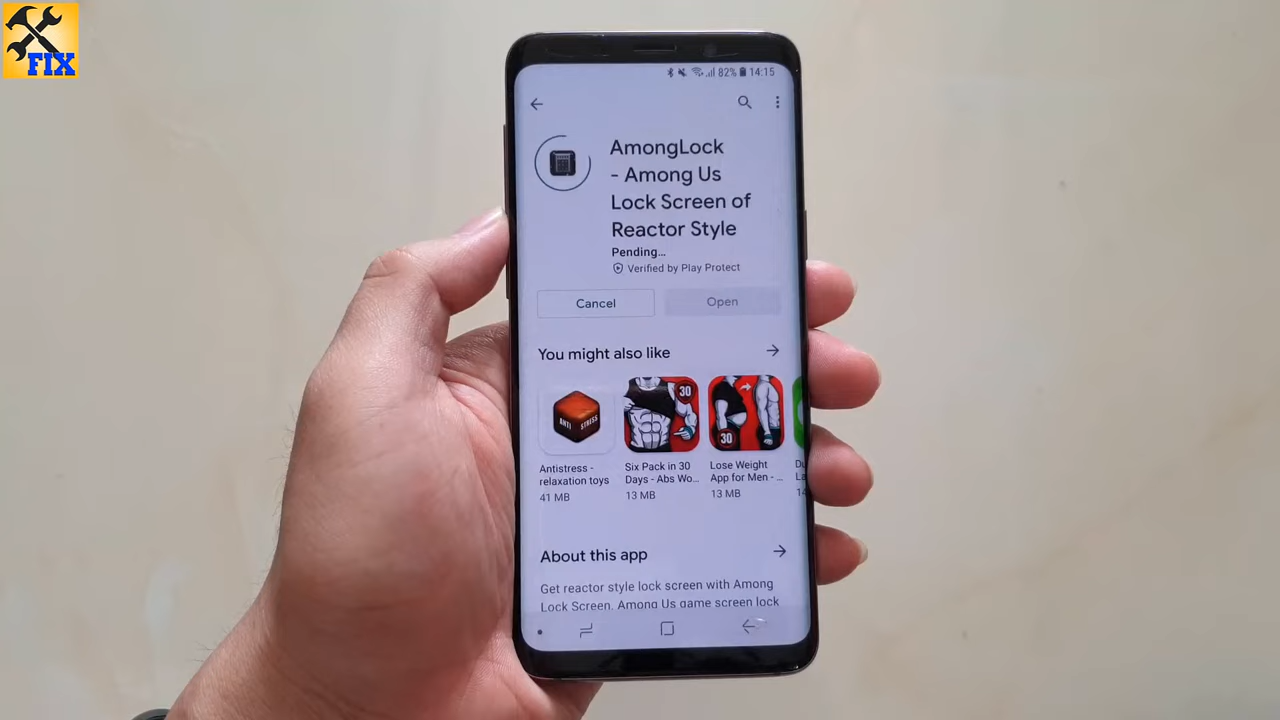 FIX
82% 14:15
AmongLock
- Among Us
Lock Screen of
Reactor Style
Pending...
Verified by Play Protect
Cancel
Open
You might also like
30
30
ANTI STRESS
Antistress -
relaxation toys
41 MB
Six Pack in 30
Days - Abs Wo...
13 MB
Lose Weight
App for Men - ...
13 MB
Du
La
14
About this app
Get reactor style lock screen with Among
Lock Screen. Among Us game screen lock